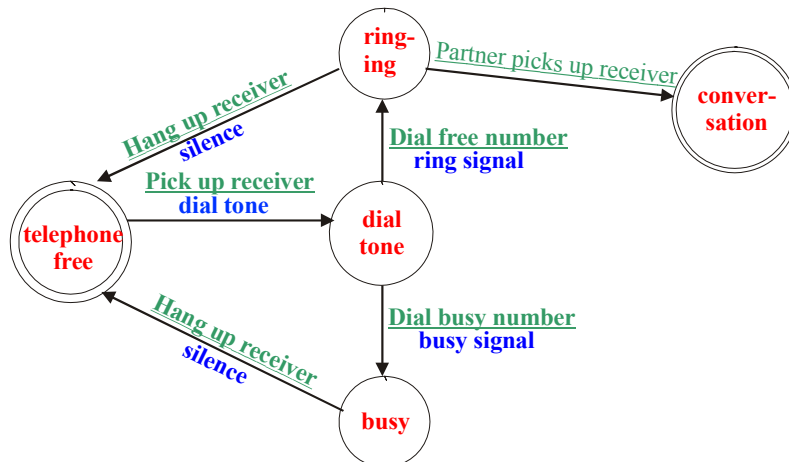 ring-
ing
Partner picks up receiver
conver-
sation
Hang up receiver
silence
Dial free number
ring signal
Pick up receiver
dial tone
telephone
free
dial
tone
Hang up receiver
silence
Dial busy number
busy signal
busy